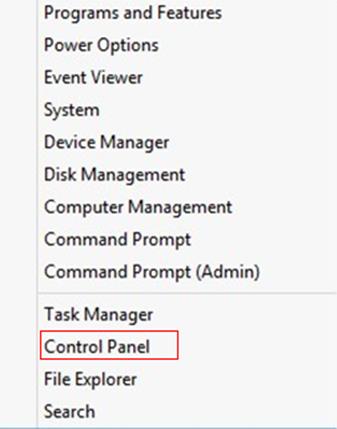 Programs and Features
Power Options
Event Viewer
System
Device Manager
Disk Management
Computer Management
Command Prompt
Command Prompt (Admin)
Task Manager
Control Panel
File Explorer
Search